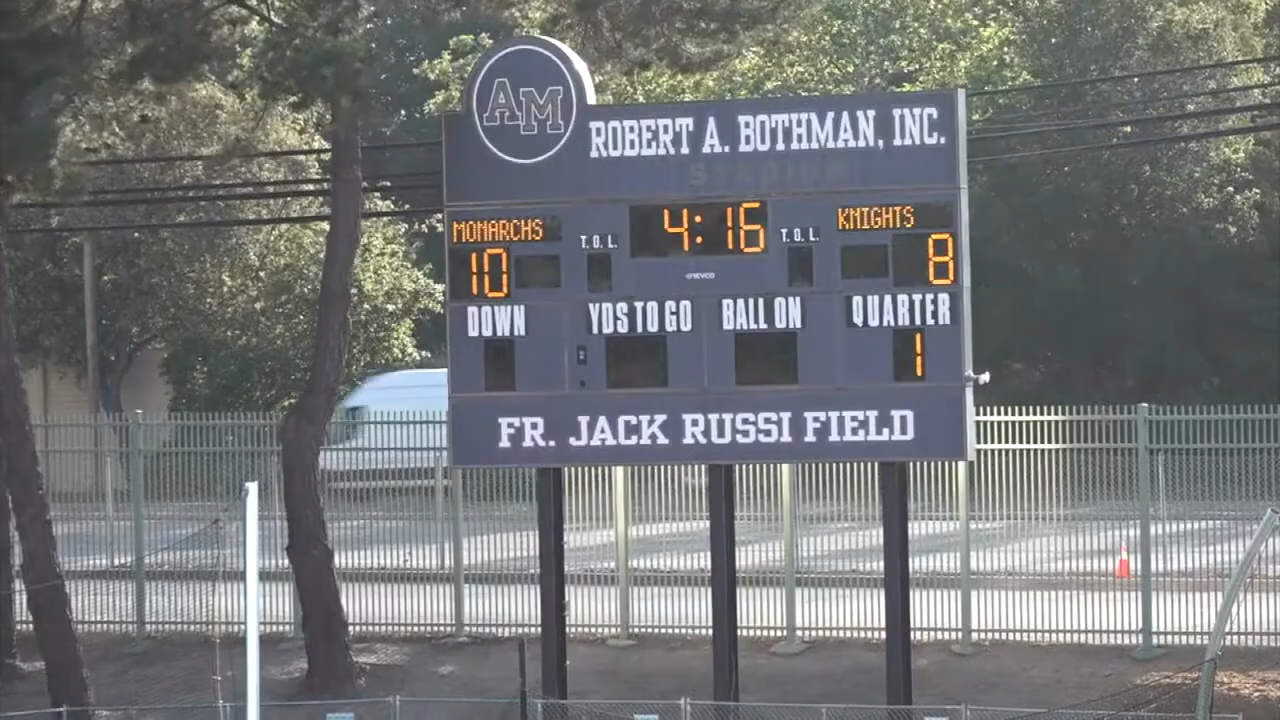 AM
ROBERT A. BOTHMAN, INC.
STADIUM
MONARCHS 4:16 KNIGHTS
T. O. L. T. O. L.
10 8
NEVCO
DOWN YDS TO GO BALL ON QUARTER
1
FR. JACK RUSSI FIELD